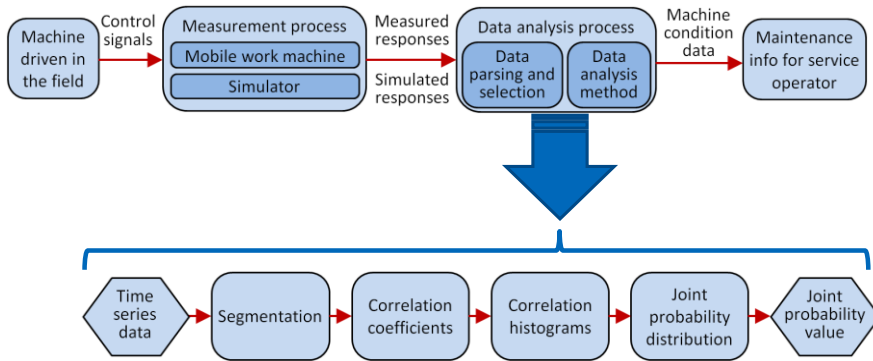 Machine
driven in
the field
Control
signals
Measurement process
Mobile work machine
Simulator
Measured
responses
Simulated
responses
Data analysis process
Data
parsing and
selection
Data
analysis
method
Machine
condition
data
Maintenance
info for service
operator
Time
series
data
Segmentation
Correlation
coefficients
Correlation
histograms
Joint
probability
distribution
Joint
probability
value